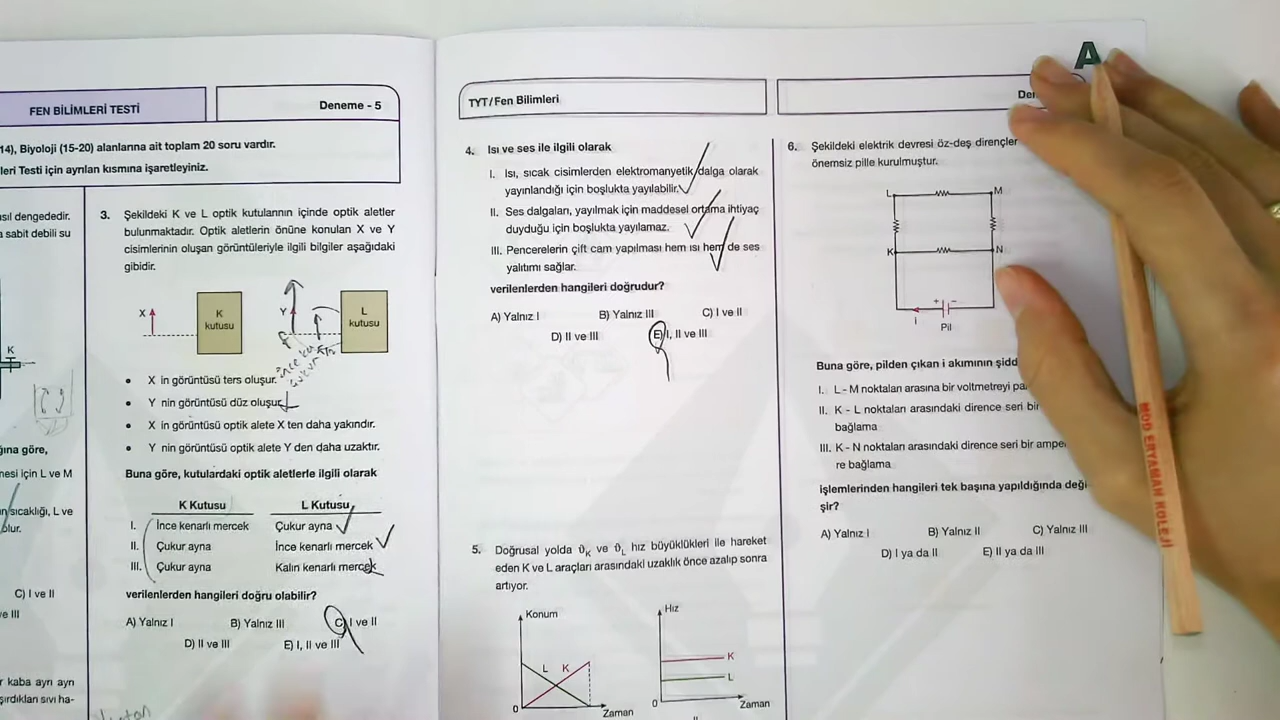 FEN BİLİMLERİ TESTİ
Deneme - 5
14), Biyoloji (15-20) alanlarına ait toplam 20 soru vardır.
leri Testi için ayrılan kısmına işaretleyiniz.
dengededir.
a sabit debili su
K
ğına göre,
nesi için L ve M
sıcaklığı, L ve
olur.
C) I ve II
ve III
r kaba ayrı ayrı
şırdıkları sıvı ha-
3. Şekildeki K ve L optik kutularının içinde optik aletler
bulunmaktadır. Optik aletlerin önüne konulan X ve Y
cisimlerinin oluşan görüntüleriyle ilgili bilgiler aşağıdaki
gibidir.
X
K
kutusu
Y
L
kutusu
• X in görüntüsü ters oluşur.
• Y nin görüntüsü düz oluşur.
• X in görüntüsü optik alete X ten daha yakındır.
• Y nin görüntüsü optik alete Y den daha uzaktır.
Buna göre, kutulardaki optik aletlerle ilgili olarak
K Kutusu L Kutusu
I. İnce kenarlı mercek Çukur ayna
II. Çukur ayna İnce kenarlı mercek
III. Çukur ayna Kalın kenarlı mercek
verilenlerden hangileri doğru olabilir?
A) Yalnız I B) Yalnız III C) I ve II
D) II ve III E) I, II ve III
TYT/Fen Bilimleri
4. Isı ve ses ile ilgili olarak
I. Isı, sıcak cisimlerden elektromanyetik dalga olarak
yayınlandığı için boşlukta yayılabilir.
II. Ses dalgaları, yayılmak için maddesel ortama ihtiyaç
duyduğu için boşlukta yayılamaz.
III. Pencerelerin çift cam yapılması hem ısı hem de ses
yalıtımı sağlar.
verilenlerden hangileri doğrudur?
A) Yalnız I B) Yalnız III C) I ve II
D) II ve III E) I, II ve III
5. Doğrusal yolda ϑK ve ϑL hız büyüklükleri ile hareket
eden K ve L araçları arasındaki uzaklık önce azalıp sonra
artıyor.
Konum
L K
0 Zaman
Hız
K
L
0 Zaman
II
A
6. Şekildeki elektrik devresi öz-deş dirençler
önemsiz pille kurulmuştur.
L M
K N
+ -
i
Pil
Buna göre, pilden çıkan i akımının şidd
I. L - M noktaları arasına bir voltmetreyi pa
II. K - L noktaları arasındaki dirence seri bir
bağlama
III. K - N noktaları arasındaki dirence seri bir ampe
re bağlama
işlemlerinden hangileri tek başına yapıldığında deği
şir?
A) Yalnız I B) Yalnız II C) Yalnız III
D) I ya da II E) II ya da III
MOD ERYAMAN KOLEJİ